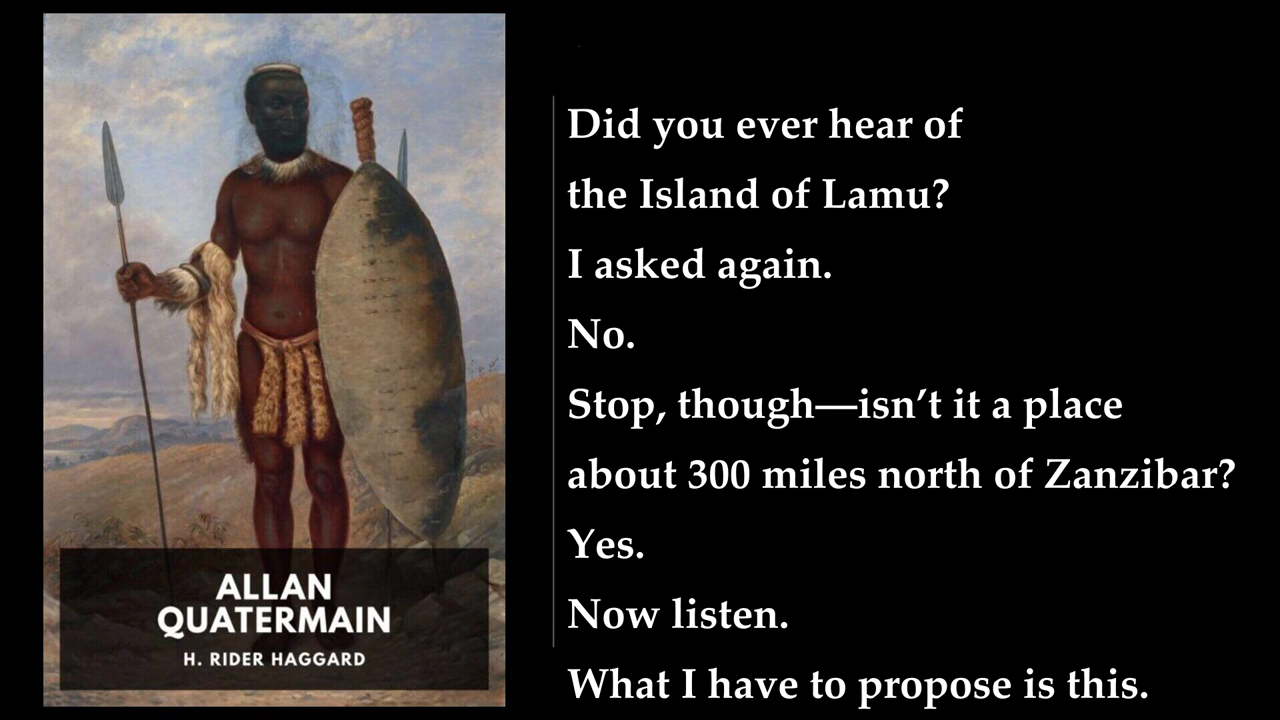 ALLAN
QUATERMAIN
H. RIDER HAGGARD
Did you ever hear of
the Island of Lamu?
I asked again.
No.
Stop, though—isn’t it a place
about 300 miles north of Zanzibar?
Yes.
Now listen.
What I have to propose is this.